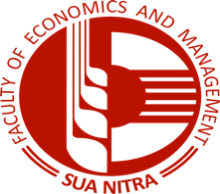 FACULTY OF ECONOMICS AND MANAGEMENT
SUA NITRA